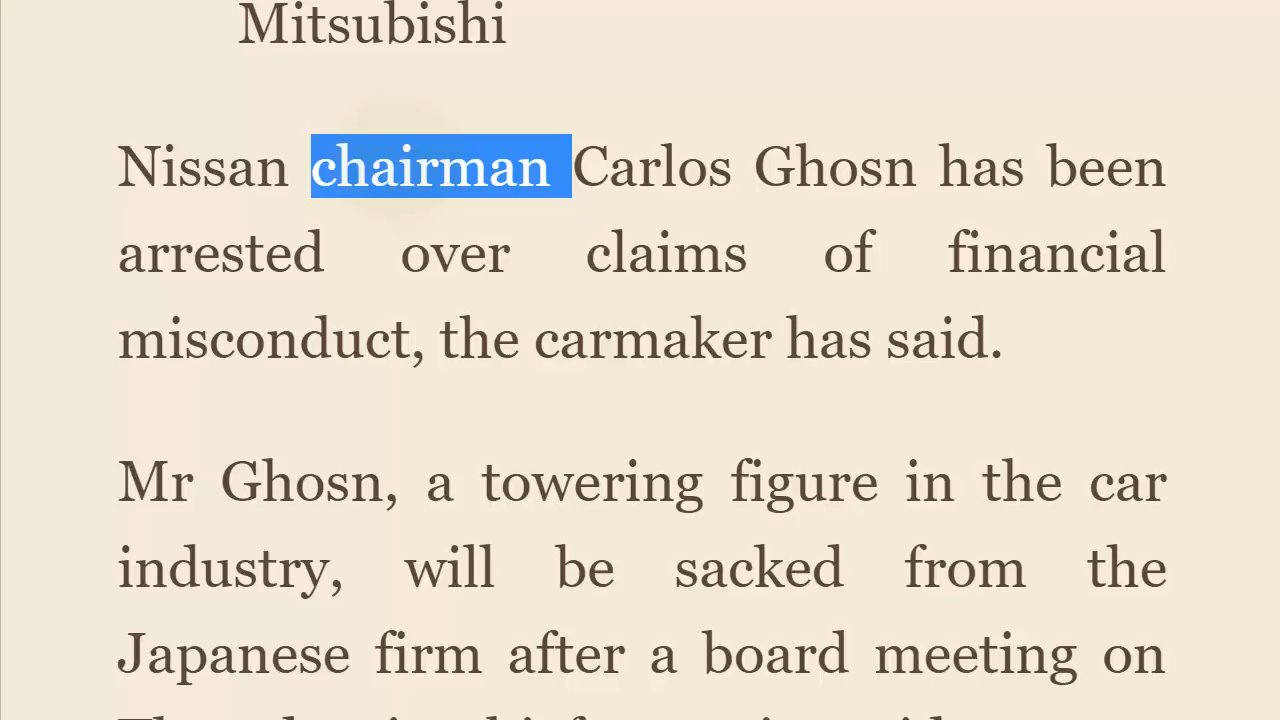 Mitsubishi
Nissan chairman Carlos Ghosn has been
arrested over claims of financial
misconduct, the carmaker has said.
Mr Ghosn, a towering figure in the car
industry, will be sacked from the
Japanese firm after a board meeting on